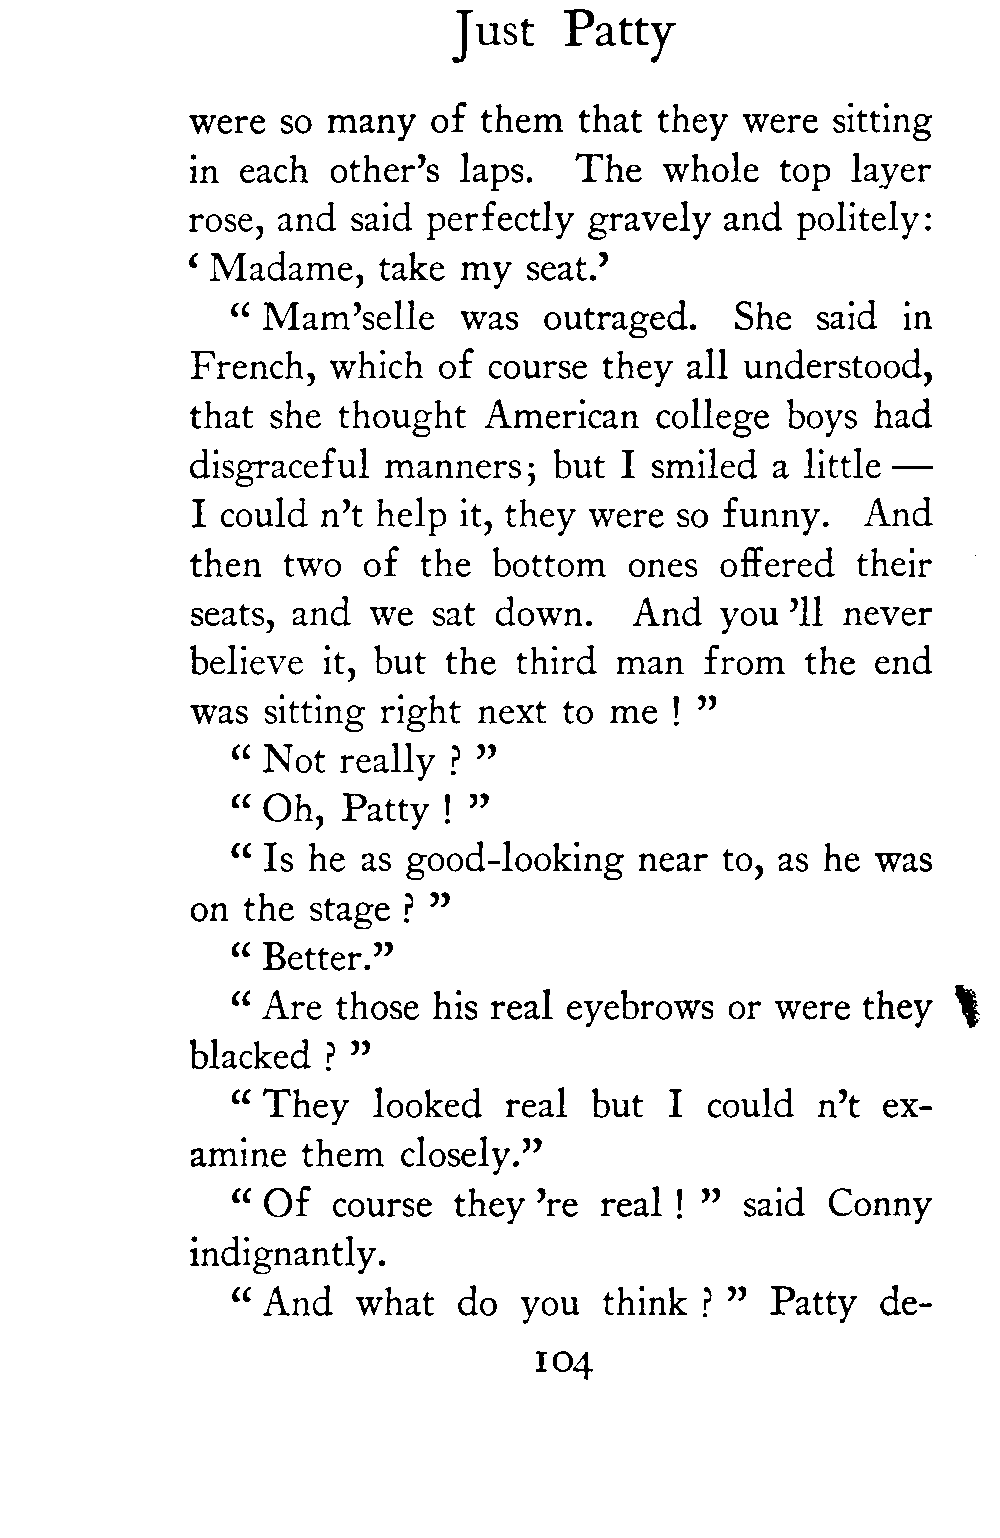 Just Patty
were so many of them that they were sitting
in each other's laps. The whole top layer
rose, and said perfectly gravely and politely:
‘ Madame, take my seat.’
“ Mam’selle was outraged. She said in
French, which of course they all understood,
that she thought American college boys had
disgraceful manners; but I smiled a little —
I could n’t help it, they were so funny. And
then two of the bottom ones offered their
seats, and we sat down. And you ’ll never
believe it, but the third man from the end
was sitting right next to me ! ”
“ Not really ? ”
“ Oh, Patty ! ”
“ Is he as good-looking near to, as he was
on the stage ? ”
“ Better.”
“ Are those his real eyebrows or were they
blacked ? ”
“ They looked real but I could n’t ex-
amine them closely.”
“ Of course they ’re real ! ” said Conny
indignantly.
“ And what do you think ? ” Patty de-
104